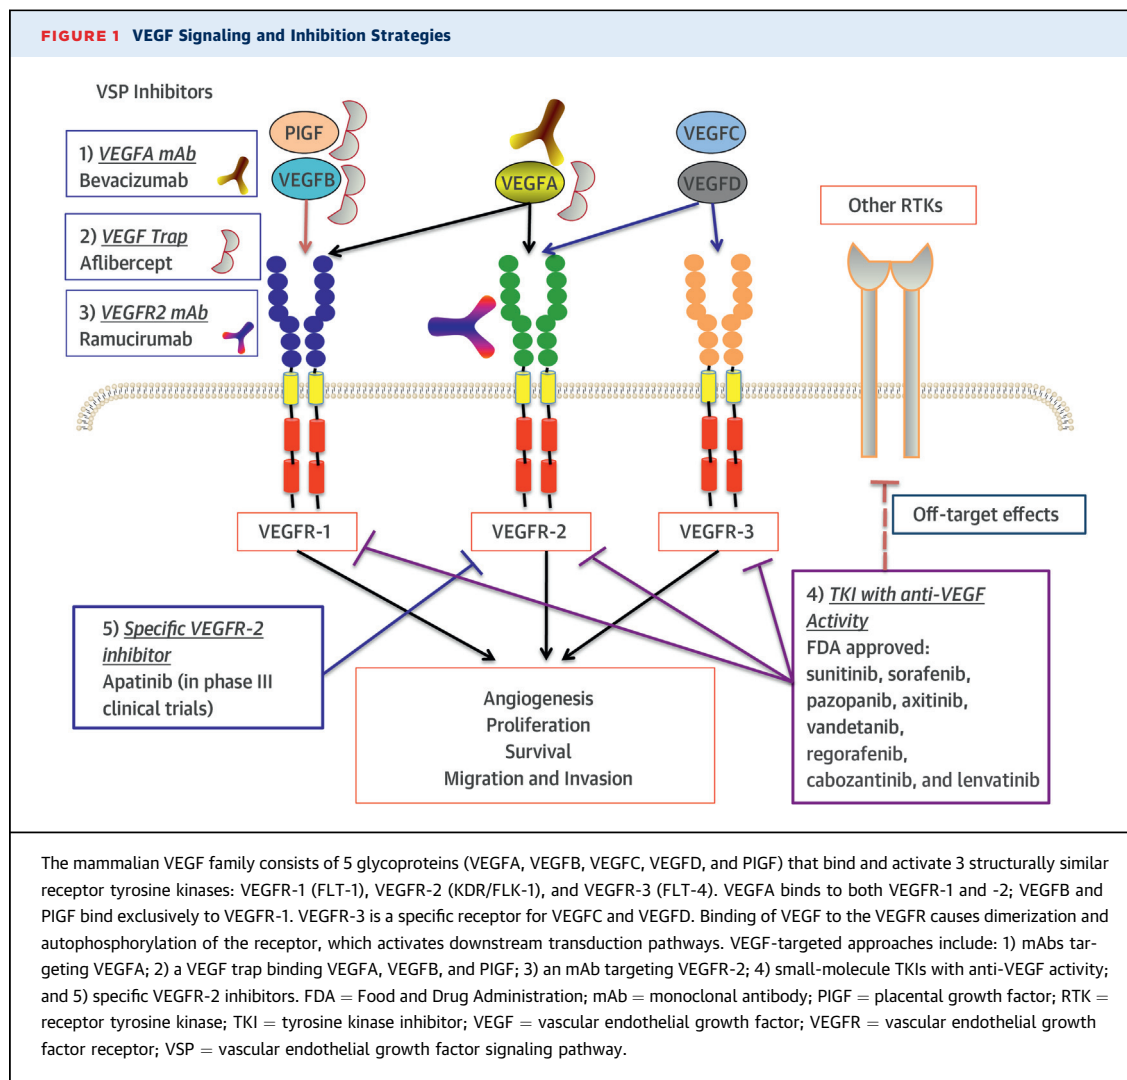 FIGURE 1 VEGF Signaling and Inhibition Strategies
VSP Inhibitors
1) VEGFA mAb
Bevacizumab
2) VEGF Trap
Aflibercept
3) VEGFR2 mAb
Ramucirumab
PIGF
VEGFB
VEGFA
VEGFC
VEGFD
Other RTKs
VEGFR-1
VEGFR-2
VEGFR-3
Off-target effects
5) Specific VEGFR-2
inhibitor
Apatinib (in phase III
clinical trials)
Angiogenesis
Proliferation
Survival
Migration and Invasion
4) TKI with anti-VEGF
Activity
FDA approved:
sunitinib, sorafenib,
pazopanib, axitinib,
vandetanib,
regorafenib,
cabozantinib, and lenvatinib
The mammalian VEGF family consists of 5 glycoproteins (VEGFA, VEGFB, VEGFC, VEGFD, and PIGF) that bind and activate 3 structurally similar
receptor tyrosine kinases: VEGFR-1 (FLT-1), VEGFR-2 (KDR/FLK-1), and VEGFR-3 (FLT-4). VEGFA binds to both VEGFR-1 and -2; VEGFB and
PIGF bind exclusively to VEGFR-1. VEGFR-3 is a specific receptor for VEGFC and VEGFD. Binding of VEGF to the VEGFR causes dimerization and
autophosphorylation of the receptor, which activates downstream transduction pathways. VEGF-targeted approaches include: 1) mAbs tar-
geting VEGFA; 2) a VEGF trap binding VEGFA, VEGFB, and PIGF; 3) an mAb targeting VEGFR-2; 4) small-molecule TKIs with anti-VEGF activity;
and 5) specific VEGFR-2 inhibitors. FDA = Food and Drug Administration; mAb = monoclonal antibody; PIGF = placental growth factor; RTK =
receptor tyrosine kinase; TKI = tyrosine kinase inhibitor; VEGF = vascular endothelial growth factor; VEGFR = vascular endothelial growth
factor receptor; VSP = vascular endothelial growth factor signaling pathway.